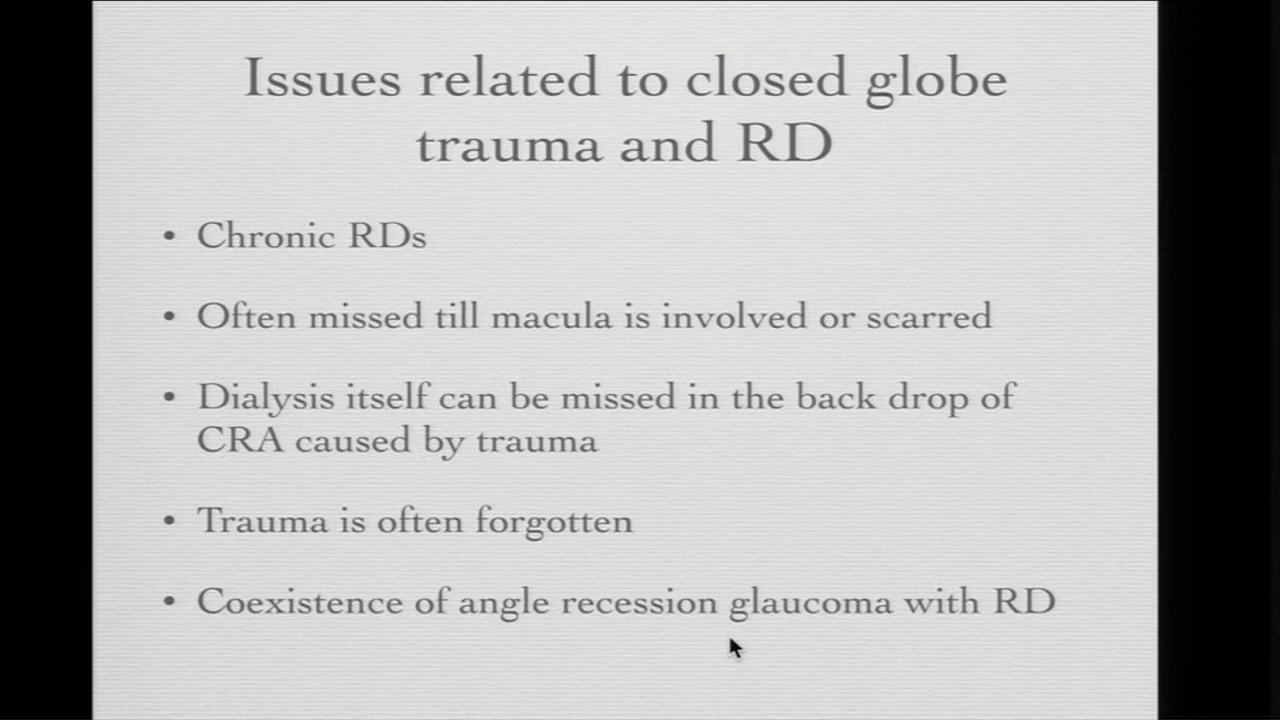 Issues related to closed globe
trauma and RD
• Chronic RDs
• Often missed till macula is involved or scarred
• Dialysis itself can be missed in the back drop of
CRA caused by trauma
• Trauma is often forgotten
• Coexistence of angle recession glaucoma with RD